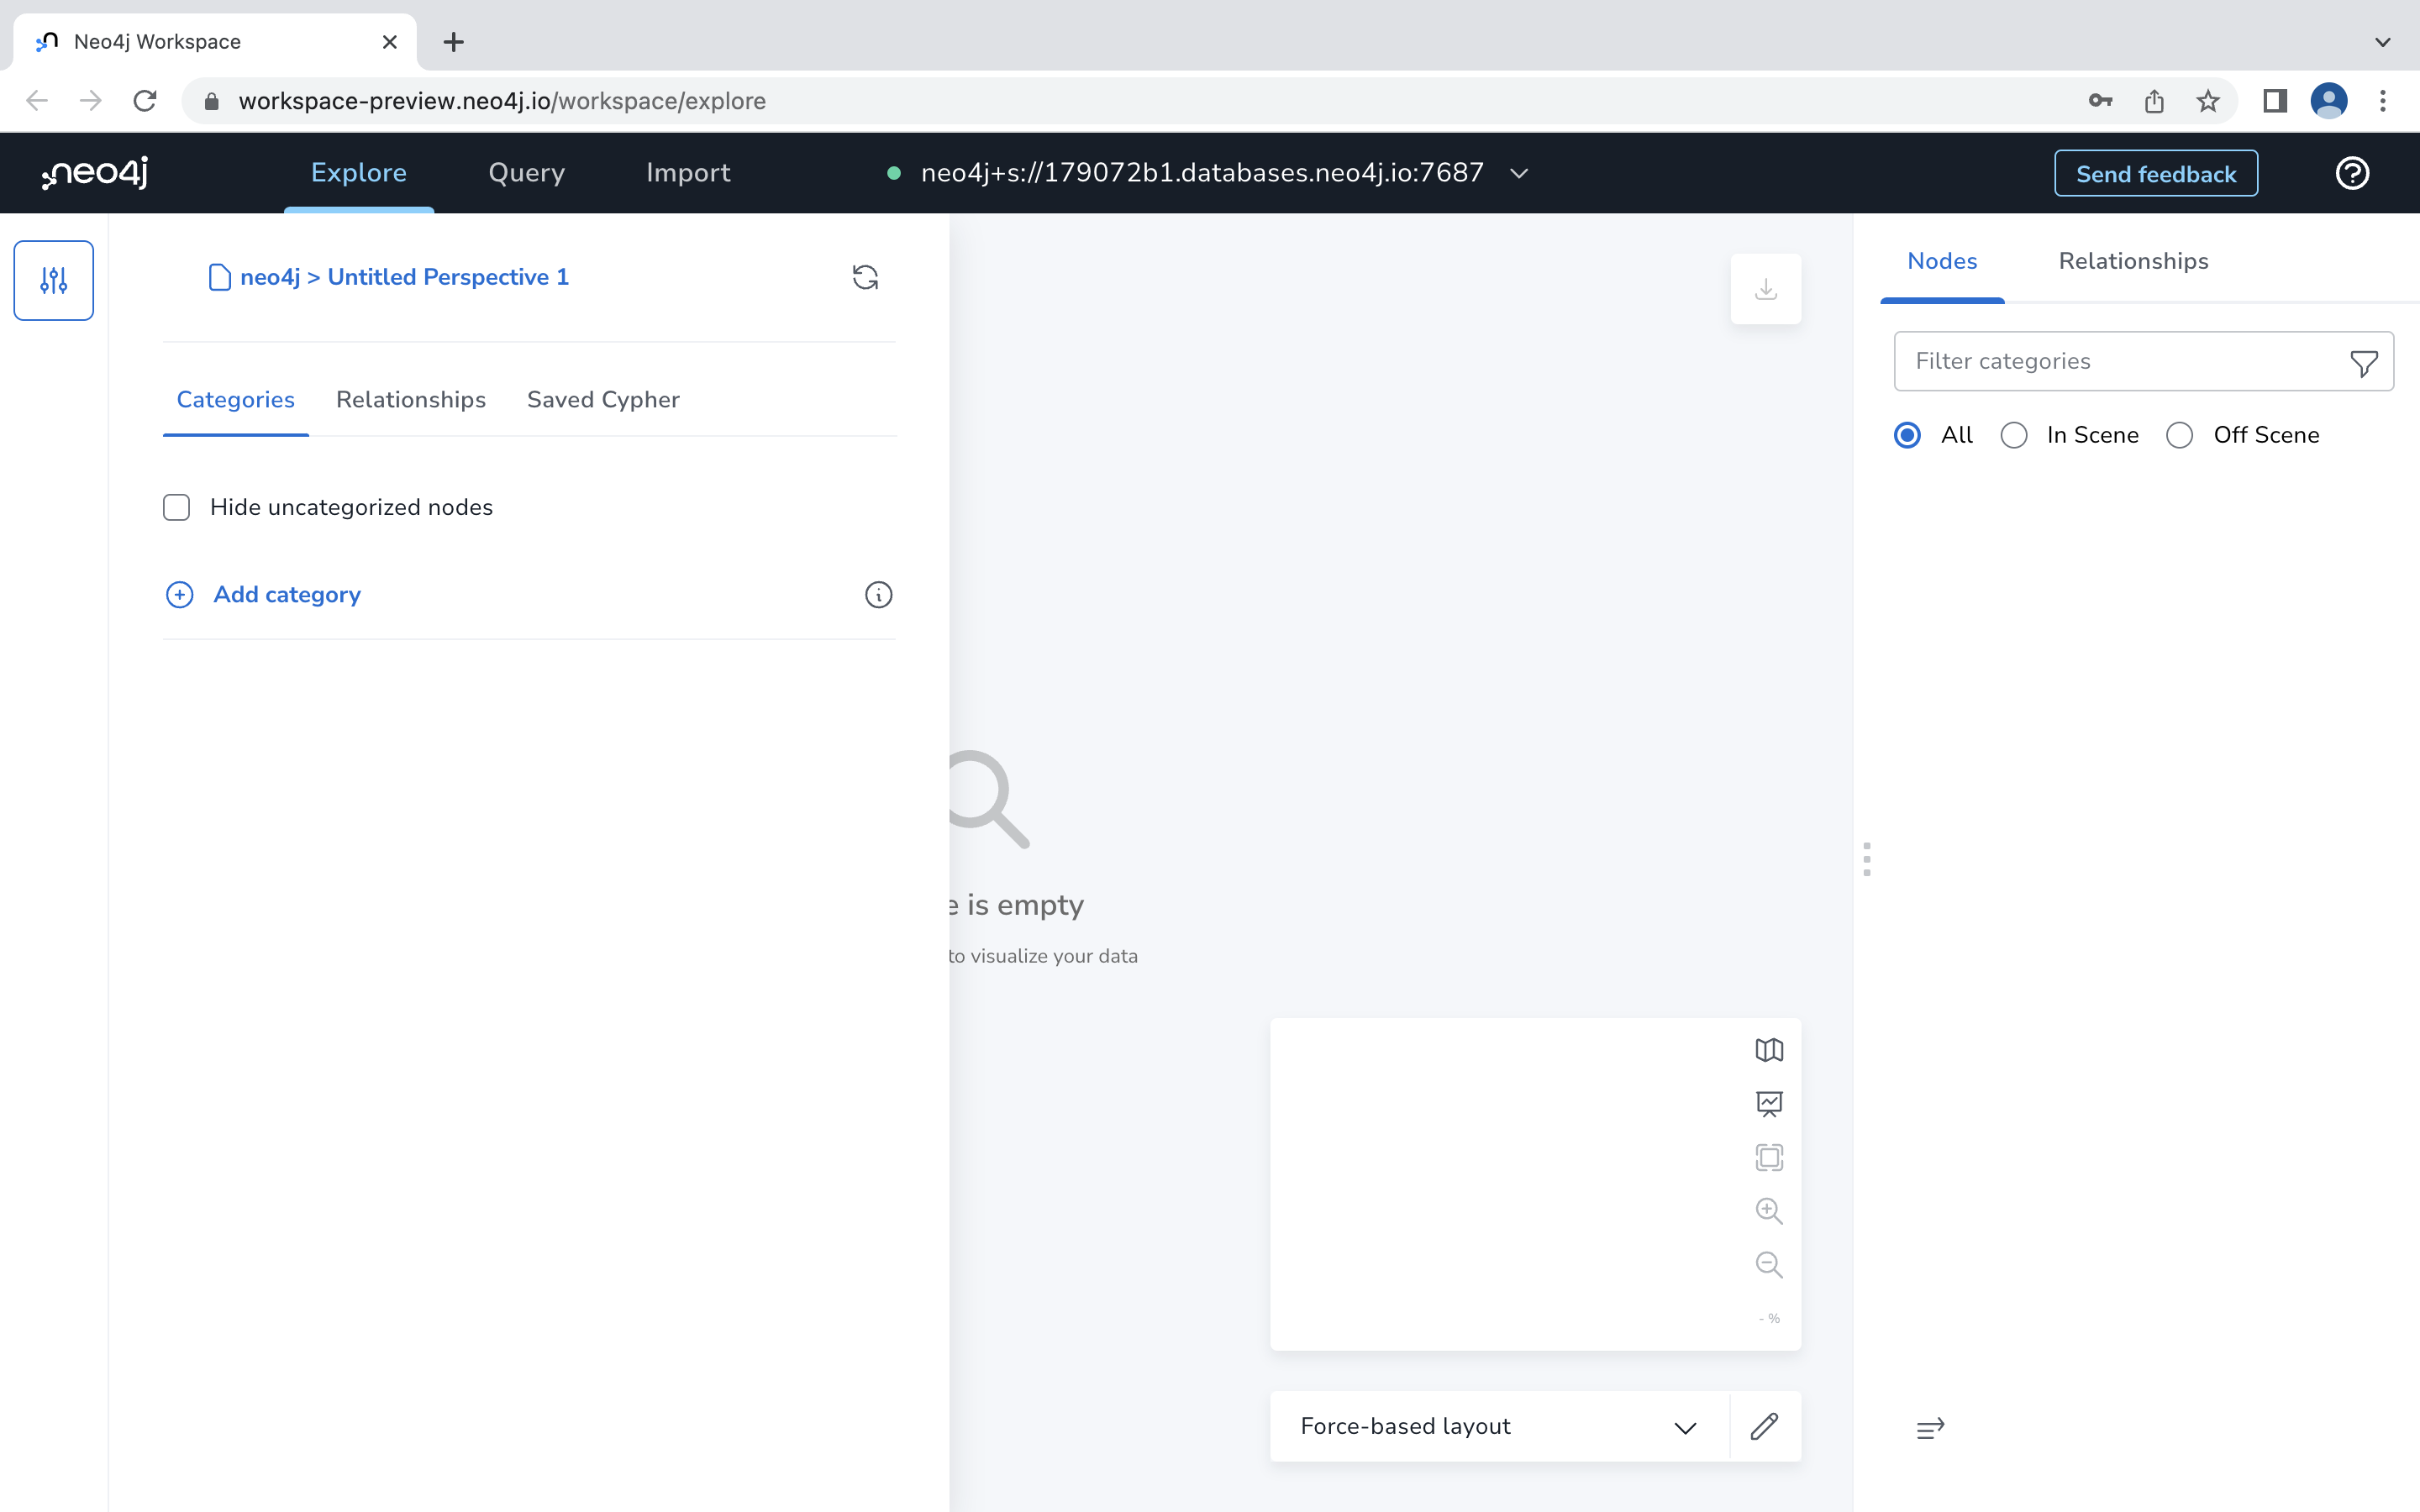 Neo4j Workspace
workspace-preview.neo4j.io/workspace/explore
neo4j
Explore
Query
Import
neo4j+s://179072b1.databases.neo4j.io:7687
Send feedback
neo4j > Untitled Perspective 1
Categories
Relationships
Saved Cypher
Hide uncategorized nodes
Add category
e is empty
to visualize your data
- %
Force-based layout
Nodes
Relationships
Filter categories
All
In Scene
Off Scene